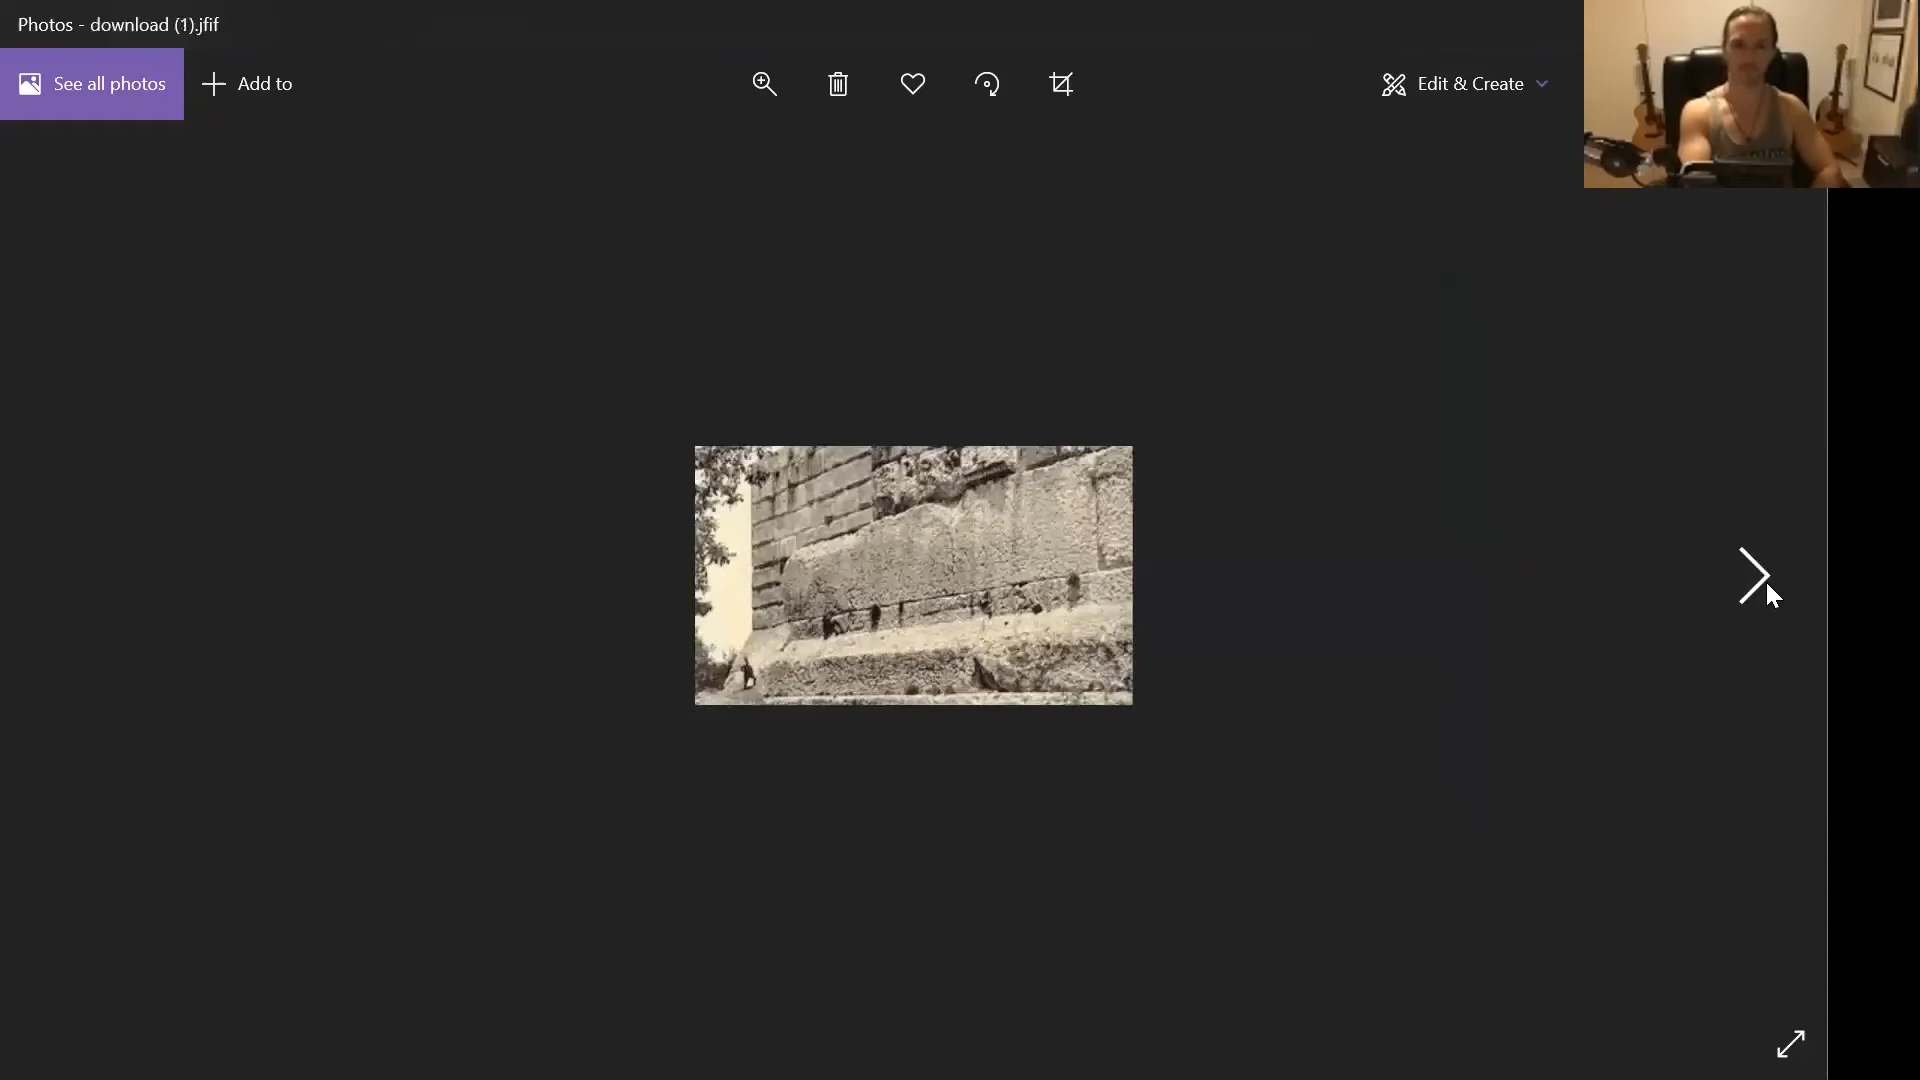 Photos - download (1).jfif
See all photos
Add to
Edit & Create